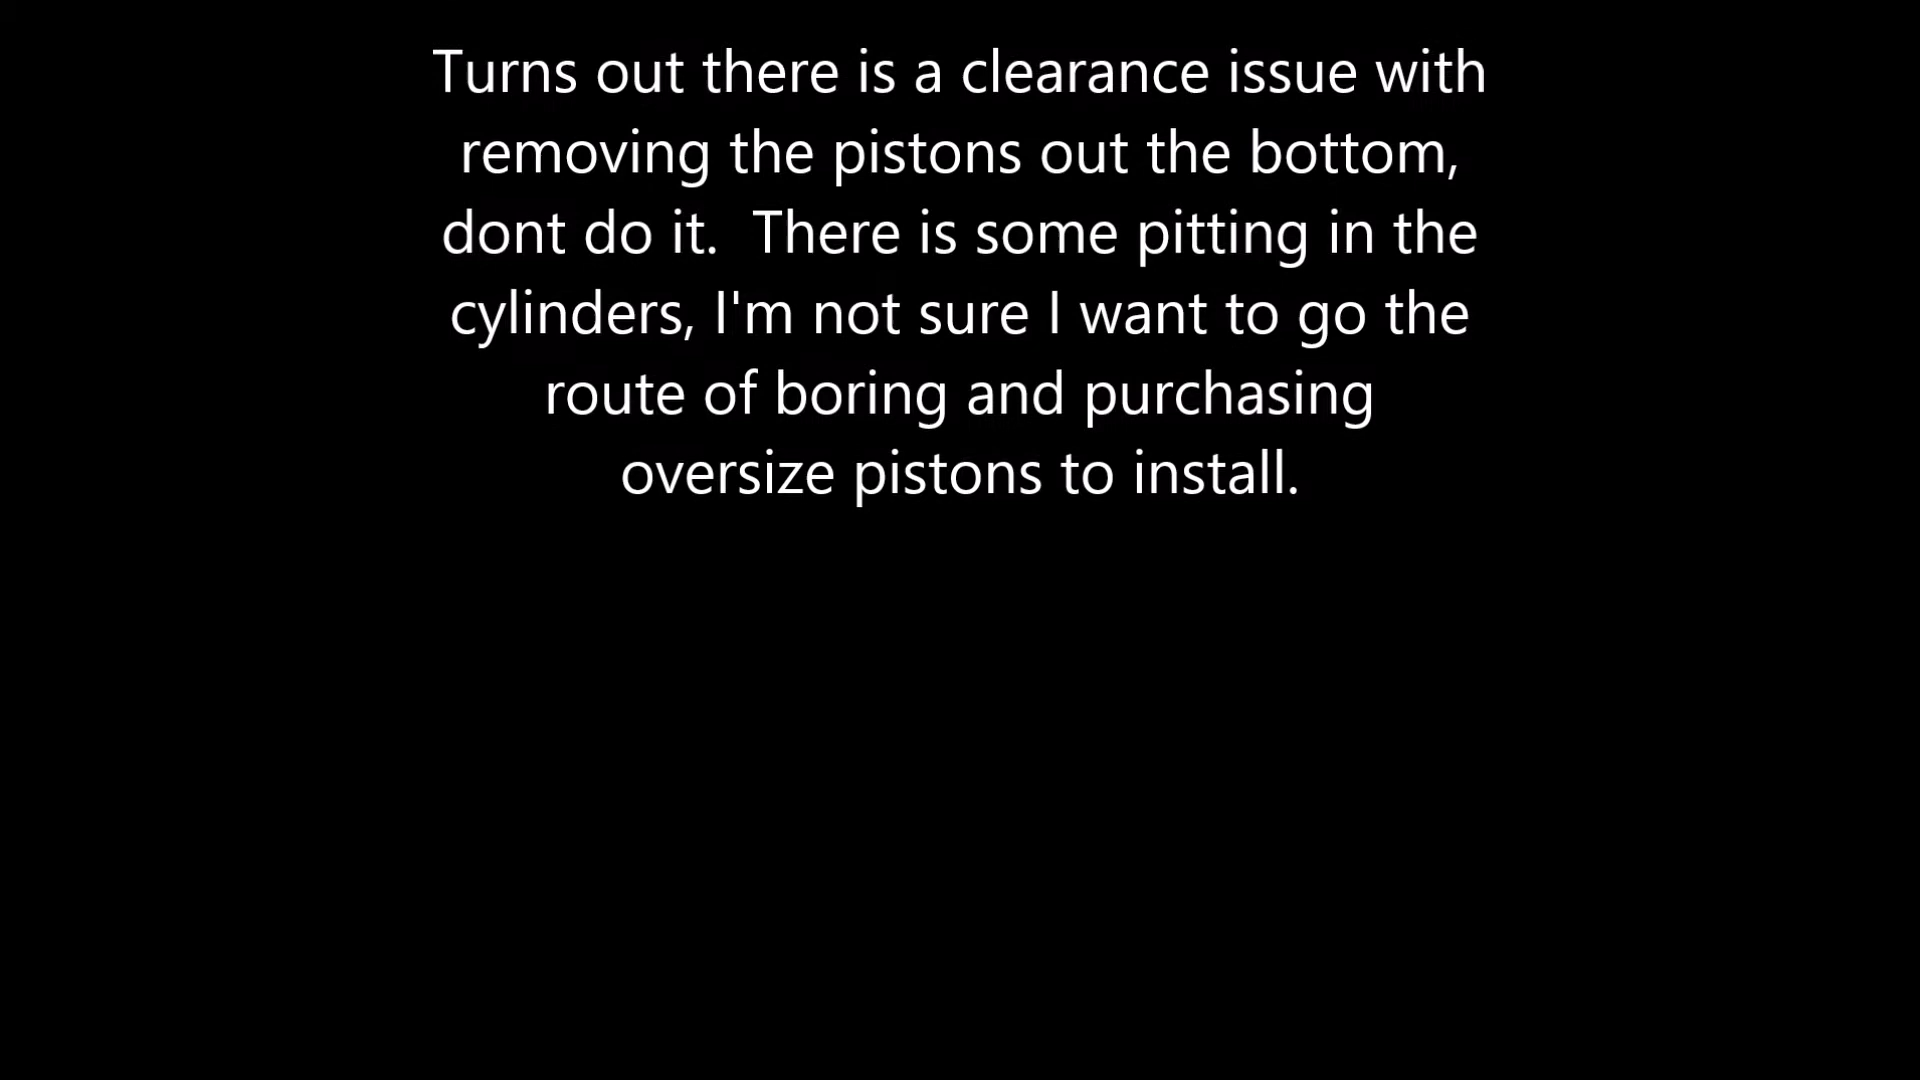 Turns out there is a clearance issue with
removing the pistons out the bottom,
dont do it.  There is some pitting in the
cylinders, I'm not sure I want to go the
route of boring and purchasing
oversize pistons to install.